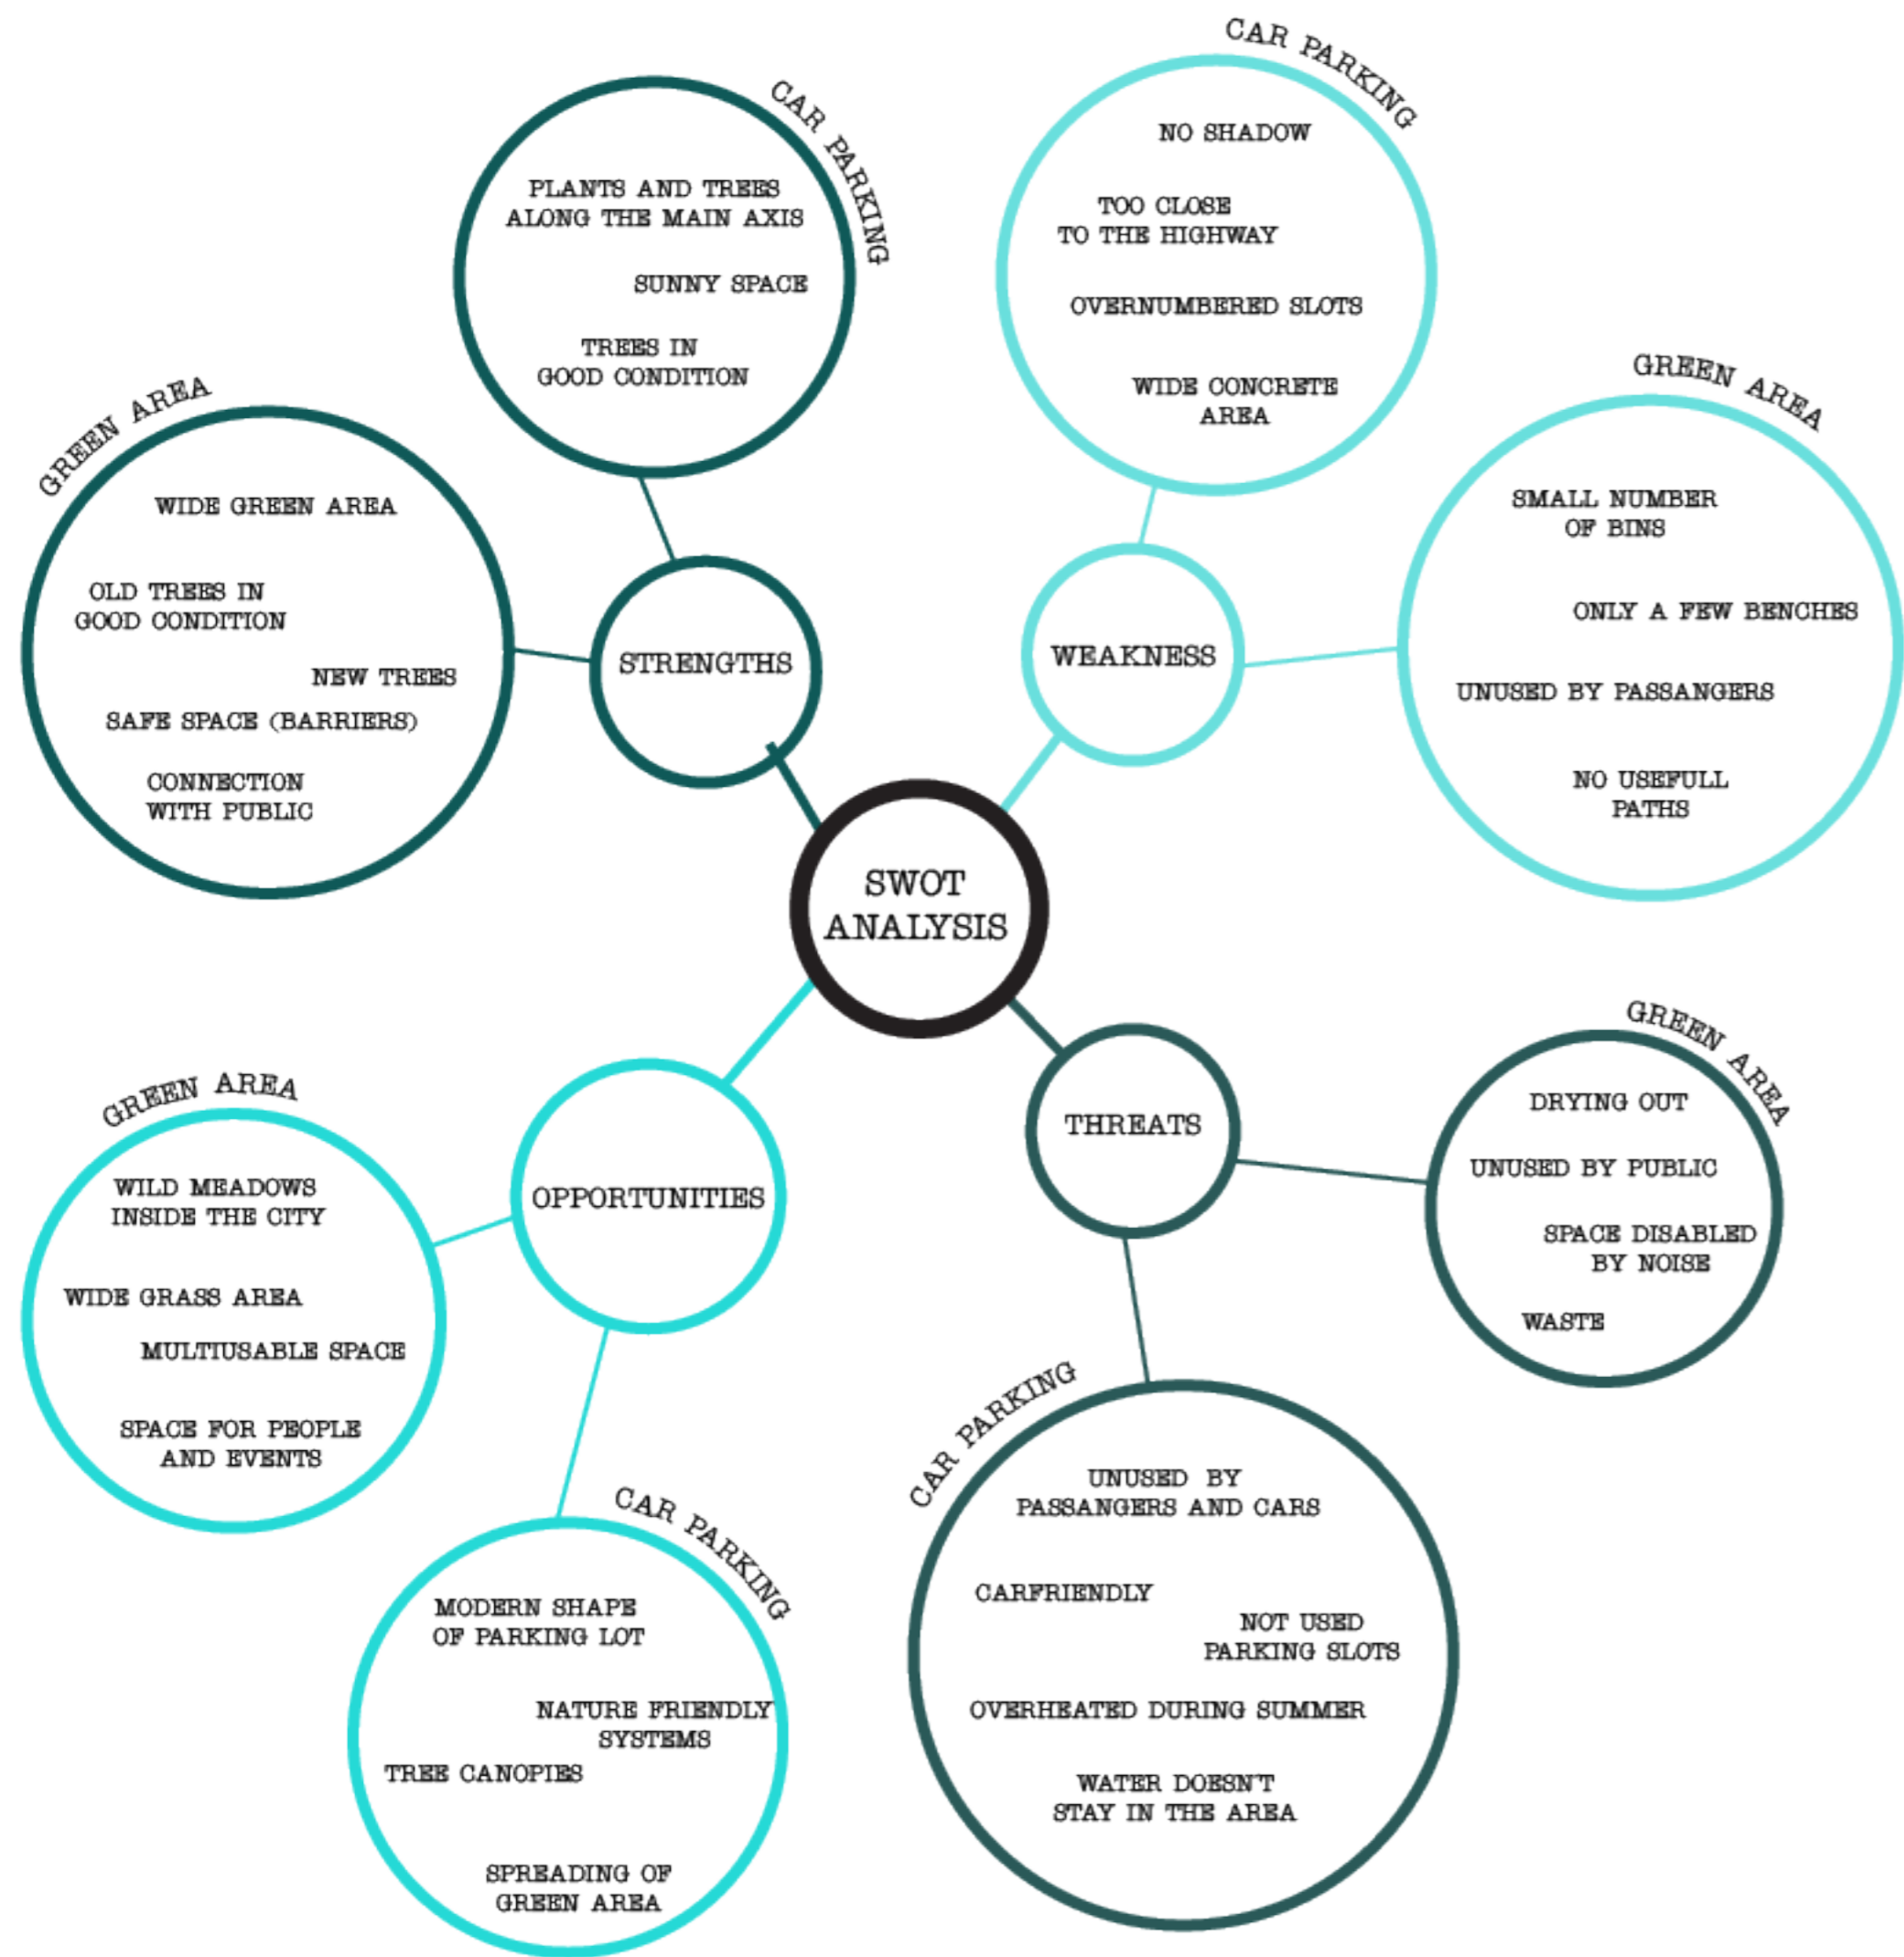 SWOT
ANALYSIS
STRENGTHS
CAR PARKING
PLANTS AND TREES
ALONG THE MAIN AXIS
SUNNY SPACE
TREES IN
GOOD CONDITION
GREEN AREA
WIDE GREEN AREA
OLD TREES IN
GOOD CONDITION
NEW TREES
SAFE SPACE (BARRIERS)
CONNECTION
WITH PUBLIC
WEAKNESS
CAR PARKING
NO SHADOW
TOO CLOSE
TO THE HIGHWAY
OVERNUMBERED SLOTS
WIDE CONCRETE
AREA
GREEN AREA
SMALL NUMBER
OF BINS
ONLY A FEW BENCHES
UNUSED BY PASSANGERS
NO USEFULL
PATHS
OPPORTUNITIES
GREEN AREA
WILD MEADOWS
INSIDE THE CITY
WIDE GRASS AREA
MULTIUSABLE SPACE
SPACE FOR PEOPLE
AND EVENTS
CAR PARKING
MODERN SHAPE
OF PARKING LOT
NATURE FRIENDLY
SYSTEMS
TREE CANOPIES
SPREADING OF
GREEN AREA
THREATS
GREEN AREA
DRYING OUT
UNUSED BY PUBLIC
SPACE DISABLED
BY NOISE
WASTE
CAR PARKING
UNUSED BY
PASSANGERS AND CARS
CARFRIENDLY
NOT USED
PARKING SLOTS
OVERHEATED DURING SUMMER
WATER DOESN'T
STAY IN THE AREA